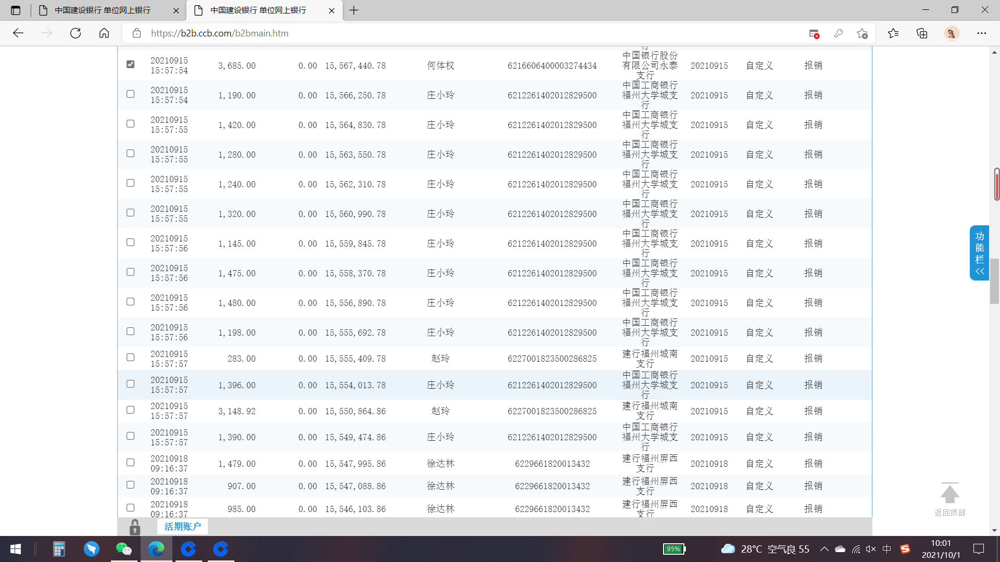 中国建设银行 单位网上银行
中国建设银行 单位网上银行
https://b2b.ccb.com/b2bmain.htm
20210915 15:57:54 3,685.00 0.00 15,567,440.78 何体权 6216606400003274434 中国银行股份有限公司永泰支行 20210915 自定义 报销
20210915 15:57:54 1,190.00 0.00 15,566,250.78 庄小玲 6212261402012829500 中国工商银行福州大学城支行 20210915 自定义 报销
20210915 15:57:55 1,420.00 0.00 15,564,830.78 庄小玲 6212261402012829500 中国工商银行福州大学城支行 20210915 自定义 报销
20210915 15:57:55 1,280.00 0.00 15,563,550.78 庄小玲 6212261402012829500 中国工商银行福州大学城支行 20210915 自定义 报销
20210915 15:57:55 1,240.00 0.00 15,562,310.78 庄小玲 6212261402012829500 中国工商银行福州大学城支行 20210915 自定义 报销
20210915 15:57:55 1,320.00 0.00 15,560,990.78 庄小玲 6212261402012829500 中国工商银行福州大学城支行 20210915 自定义 报销
20210915 15:57:56 1,145.00 0.00 15,559,845.78 庄小玲 6212261402012829500 中国工商银行福州大学城支行 20210915 自定义 报销
20210915 15:57:56 1,475.00 0.00 15,558,370.78 庄小玲 6212261402012829500 中国工商银行福州大学城支行 20210915 自定义 报销
20210915 15:57:56 1,480.00 0.00 15,556,890.78 庄小玲 6212261402012829500 中国工商银行福州大学城支行 20210915 自定义 报销
20210915 15:57:56 1,198.00 0.00 15,555,692.78 庄小玲 6212261402012829500 中国工商银行福州大学城支行 20210915 自定义 报销
20210915 15:57:57 283.00 0.00 15,555,409.78 赵玲 6227001823500286825 建行福州城南支行 20210915 自定义 报销
20210915 15:57:57 1,396.00 0.00 15,554,013.78 庄小玲 6212261402012829500 中国工商银行福州大学城支行 20210915 自定义 报销
20210915 15:57:57 3,148.92 0.00 15,550,864.86 赵玲 6227001823500286825 建行福州城南支行 20210915 自定义 报销
20210915 15:57:57 1,390.00 0.00 15,549,474.86 庄小玲 6212261402012829500 中国工商银行福州大学城支行 20210915 自定义 报销
20210918 09:16:37 1,479.00 0.00 15,547,995.86 徐达林 6229661820013432 建行福州屏西支行 20210918 自定义 报销
20210918 09:16:37 907.00 0.00 15,547,088.86 徐达林 6229661820013432 建行福州屏西支行 20210918 自定义 报销
20210918 09:16:37 985.00 0.00 15,546,103.86 徐达林 6229661820013432 建行福州屏西支行 20210918 自定义 报销
功能栏
<<
返回顶部
活期账户
95%
28°C 空气良 55
中
10:01
2021/10/1